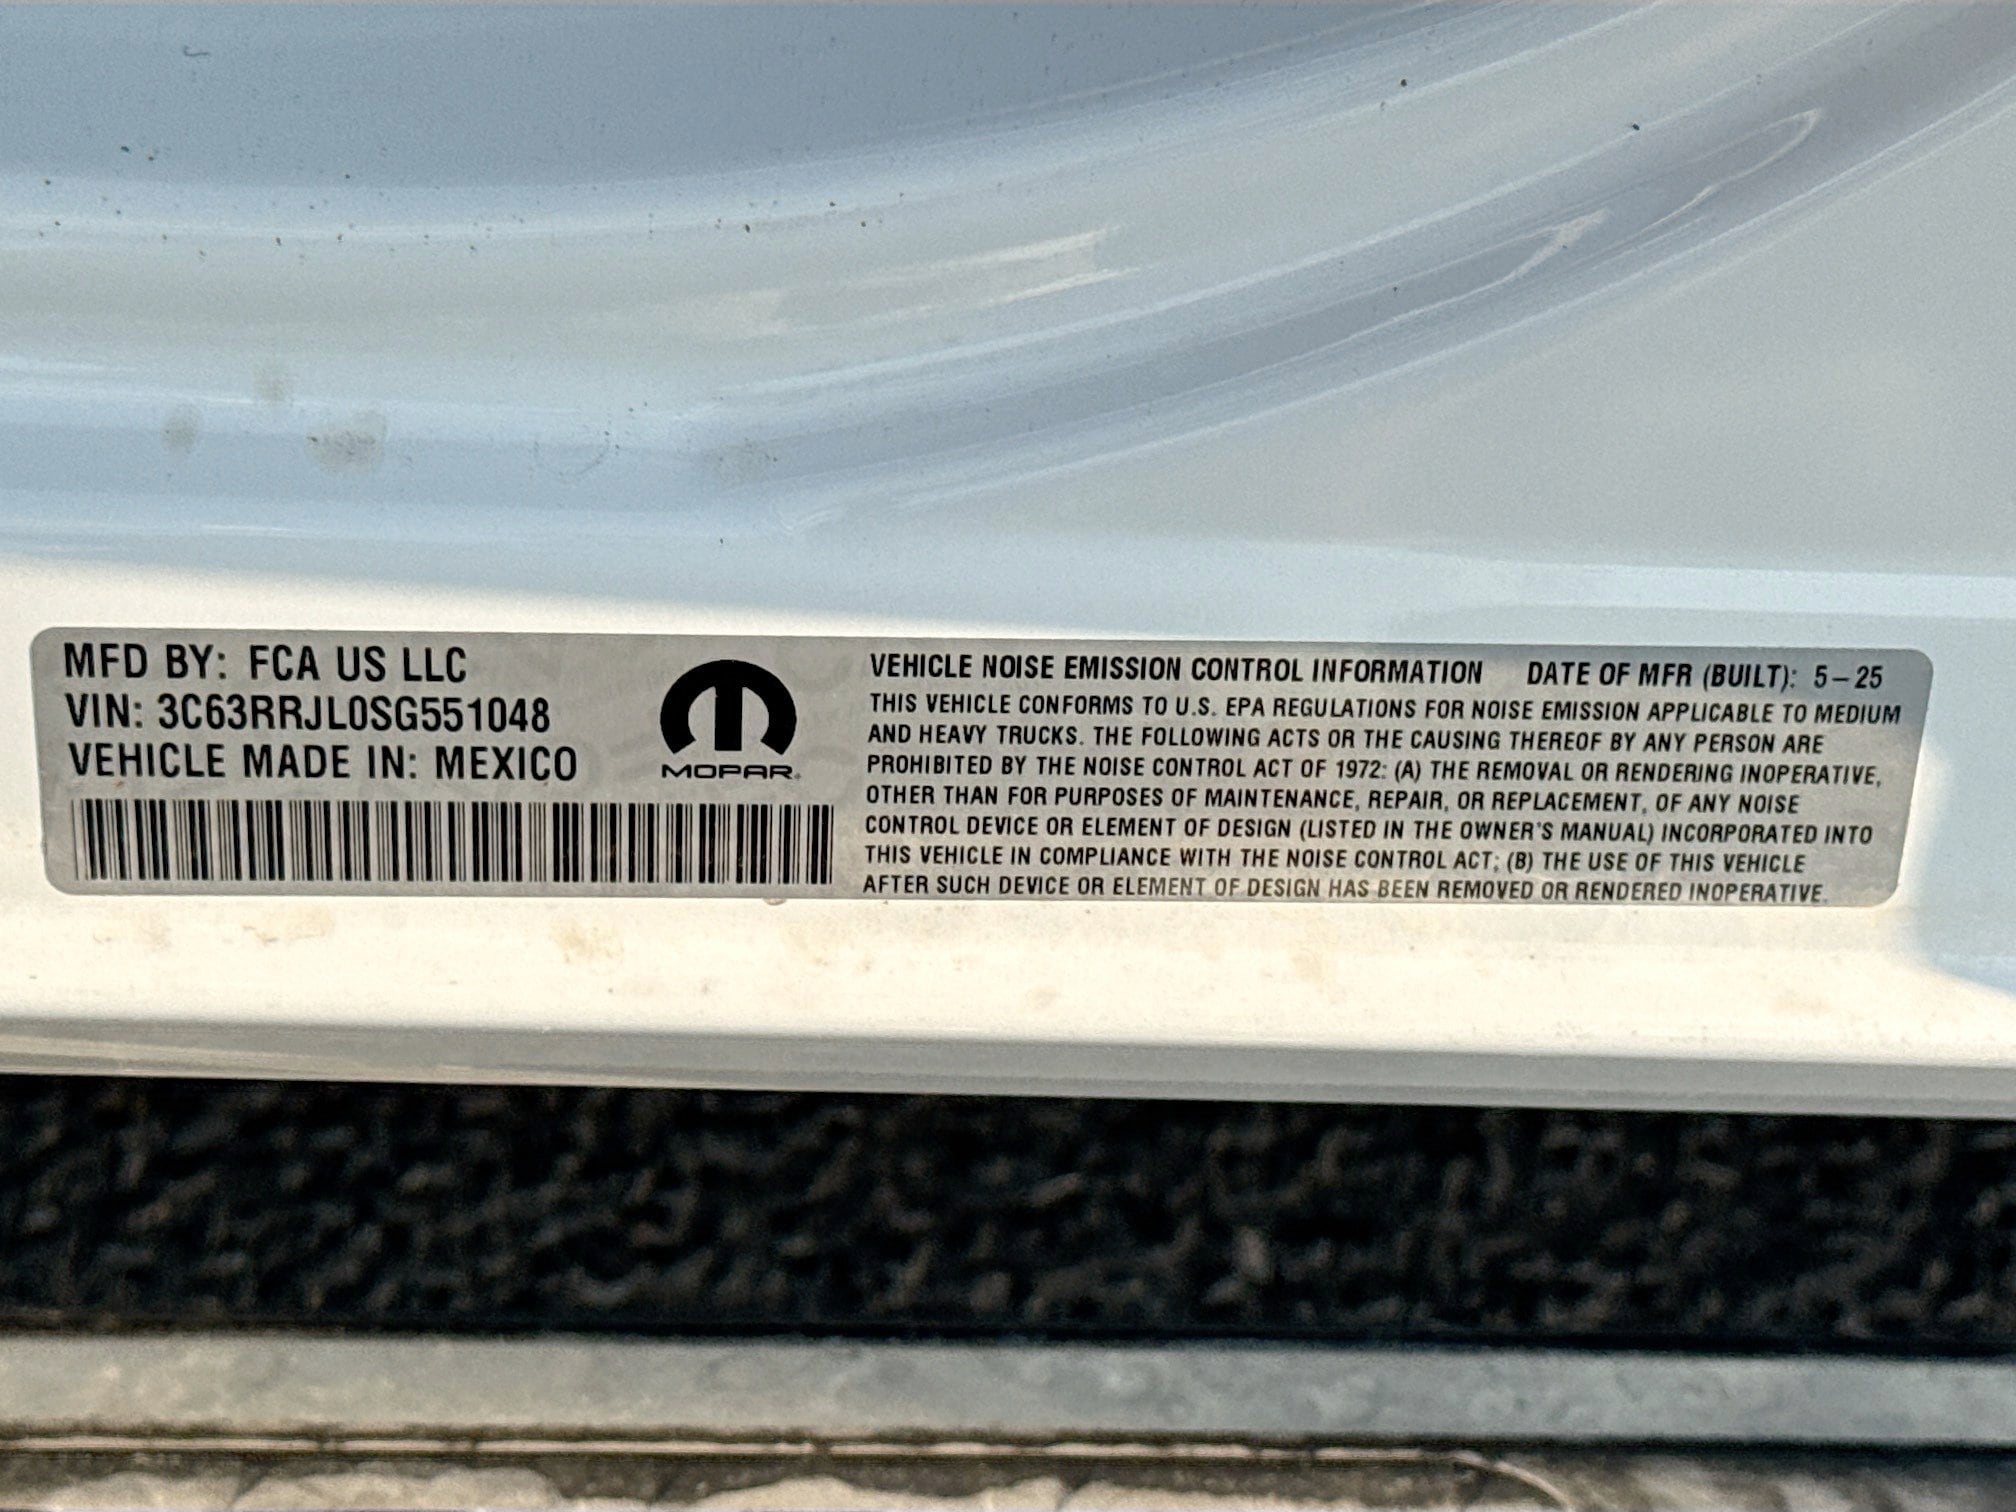 MFD BY: FCA US LLC
VIN: 3C63RRJL0SG551048
VEHICLE MADE IN: MEXICO
MOPAR®
VEHICLE NOISE EMISSION CONTROL INFORMATION DATE OF MFR (BUILT): 5-25
THIS VEHICLE CONFORMS TO U.S. EPA REGULATIONS FOR NOISE EMISSION APPLICABLE TO MEDIUM
AND HEAVY TRUCKS. THE FOLLOWING ACTS OR THE CAUSING THEREOF BY ANY PERSON ARE
PROHIBITED BY THE NOISE CONTROL ACT OF 1972: (A) THE REMOVAL OR RENDERING INOPERATIVE,
OTHER THAN FOR PURPOSES OF MAINTENANCE, REPAIR, OR REPLACEMENT, OF ANY NOISE
CONTROL DEVICE OR ELEMENT OF DESIGN (LISTED IN THE OWNER'S MANUAL) INCORPORATED INTO
THIS VEHICLE IN COMPLIANCE WITH THE NOISE CONTROL ACT; (B) THE USE OF THIS VEHICLE
AFTER SUCH DEVICE OR ELEMENT OF DESIGN HAS BEEN REMOVED OR RENDERED INOPERATIVE.